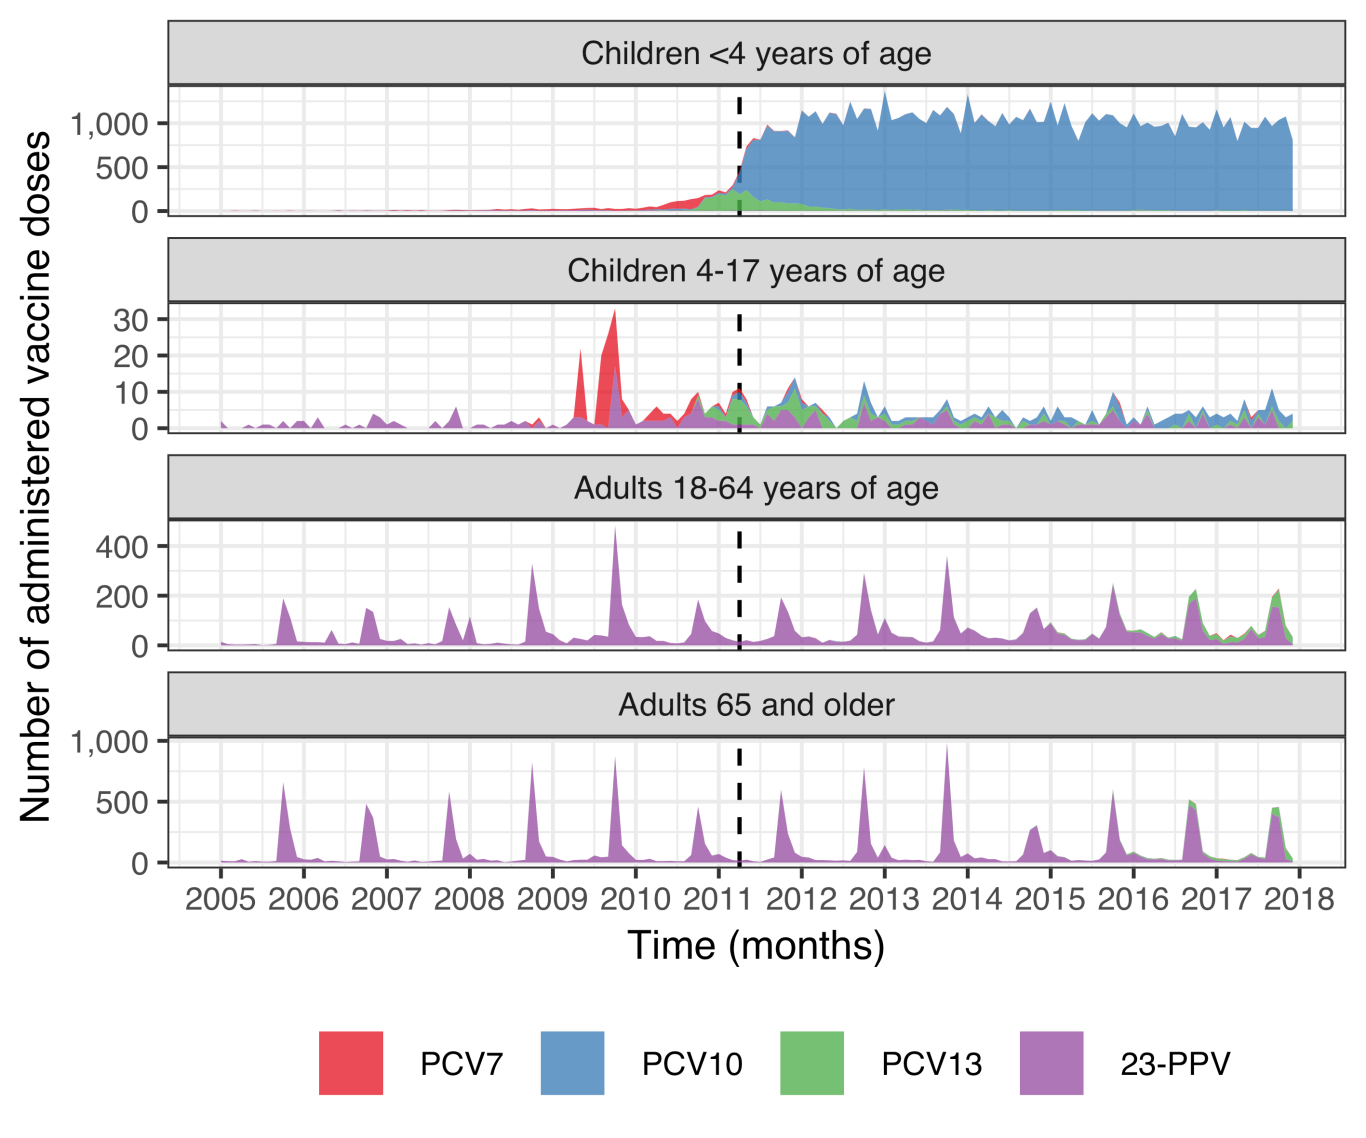 Children <4 years of age
1,000
500
0
Children 4-17 years of age
30
20
10
0
Adults 18-64 years of age
400
200
0
Adults 65 and older
1,000
500
0
Number of administered vaccine doses
2005 2006 2007 2008 2009 2010 2011 2012 2013 2014 2015 2016 2017 2018
Time (months)
PCV7 PCV10 PCV13 23-PPV